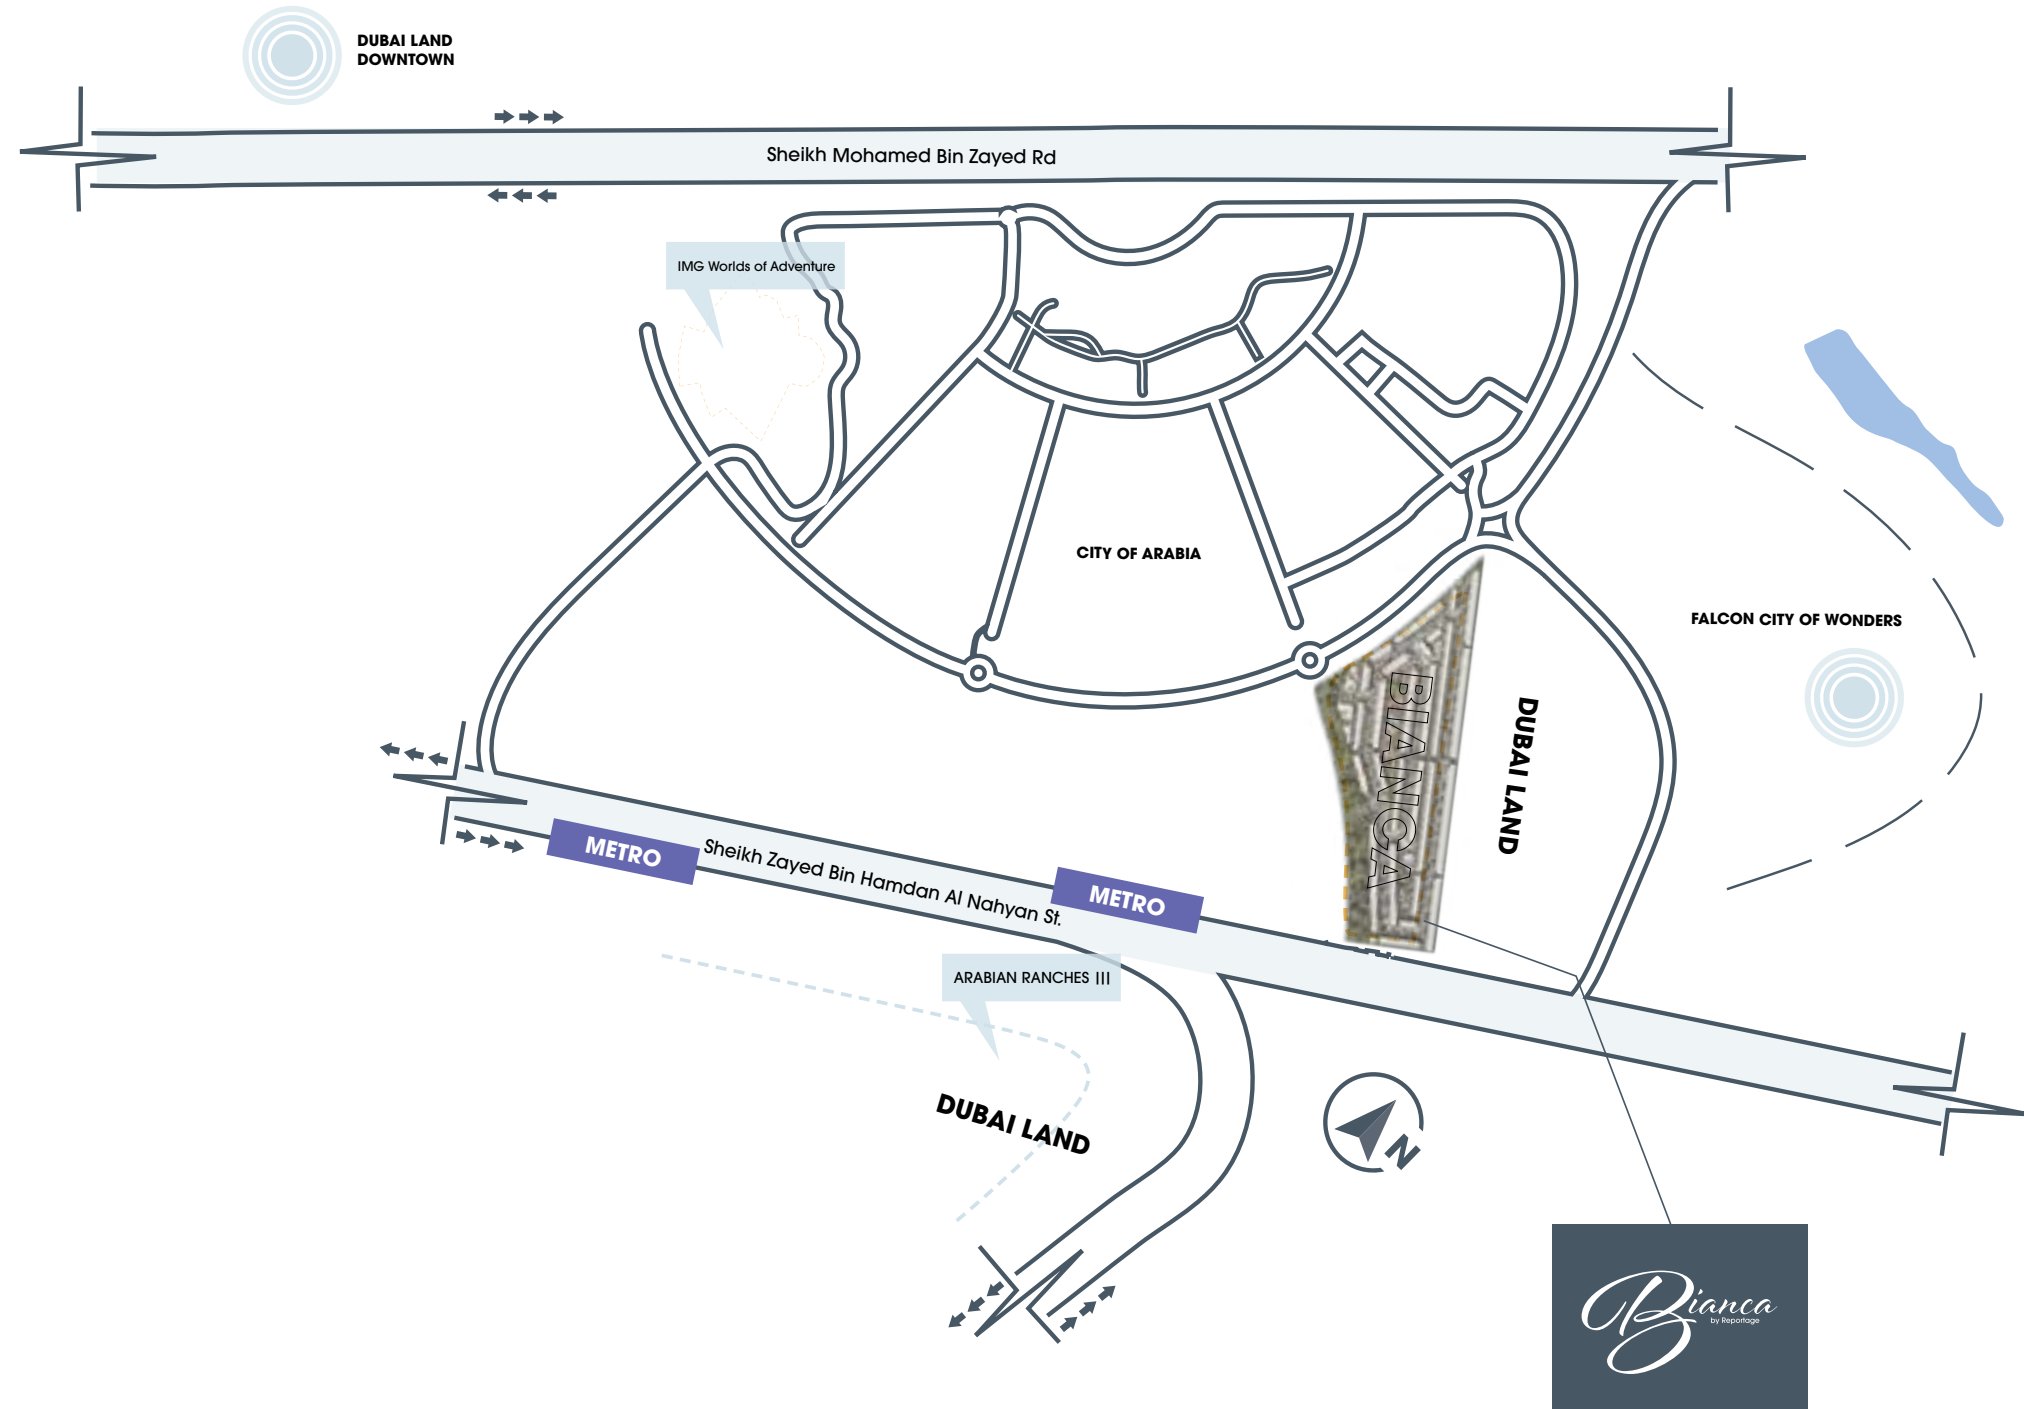 DUBAI LAND
DOWNTOWN
Sheikh Mohamed Bin Zayed Rd
IMG Worlds of Adventure
CITY OF ARABIA
FALCON CITY OF WONDERS
BIANCA
DUBAI LAND
METRO
Sheikh Zayed Bin Hamdan Al Nahyan St.
METRO
ARABIAN RANCHES III
DUBAI LAND
N
Bianca
by Reportage